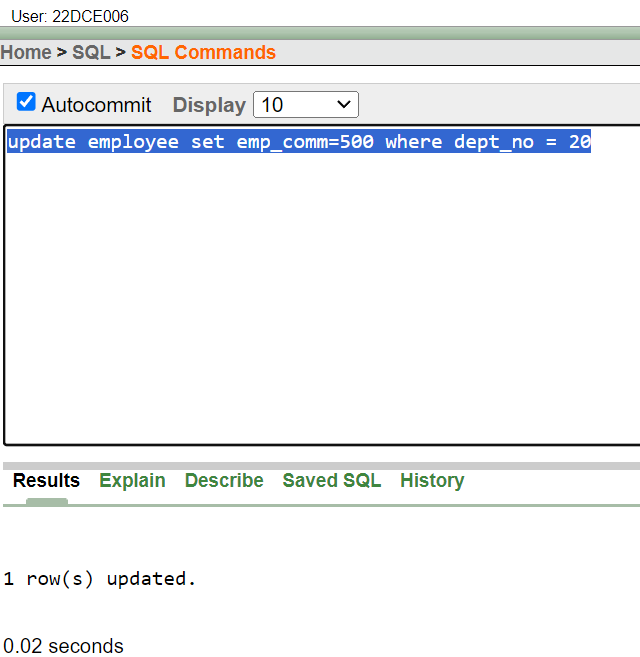 User: 22DCE006
Home > SQL > SQL Commands
Autocommit Display 10
update employee set emp_comm=500 where dept_no = 20
Results Explain Describe Saved SQL History
1 row(s) updated.
0.02 seconds